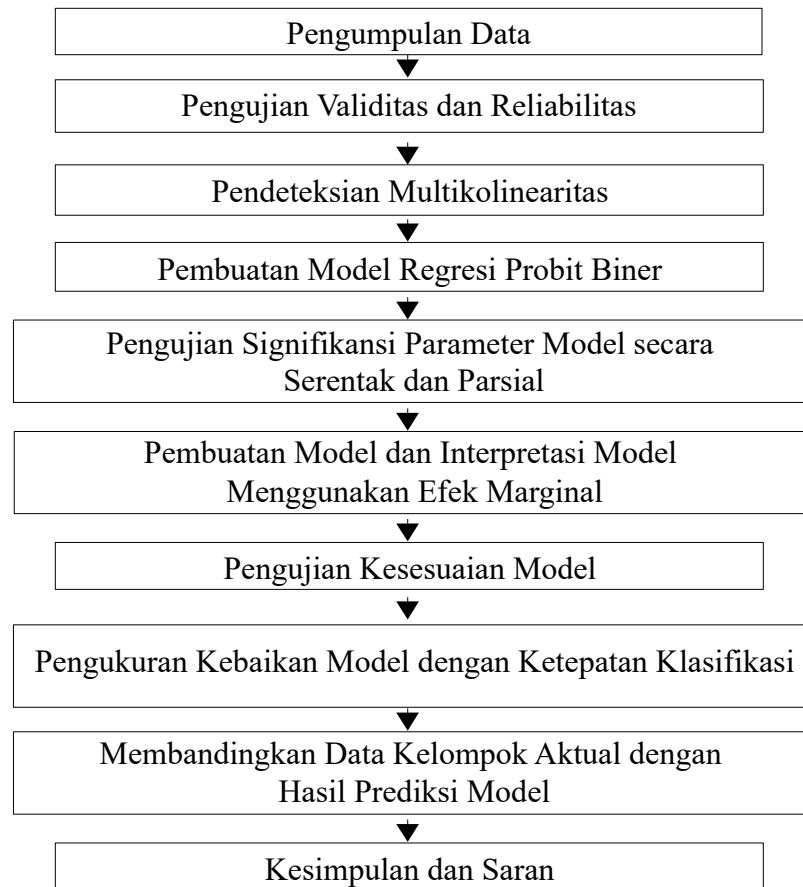 Pengumpulan Data
Pengujian Validitas dan Reliabilitas
Pendeteksian Multikolinearitas
Pembuatan Model Regresi Probit Biner
Pengujian Signifikansi Parameter Model secara
Serentak dan Parsial
Pembuatan Model dan Interpretasi Model
Menggunakan Efek Marginal
Pengujian Kesesuaian Model
Pengukuran Kebaikan Model dengan Ketepatan Klasifikasi
Membandingkan Data Kelompok Aktual dengan
Hasil Prediksi Model
Kesimpulan dan Saran